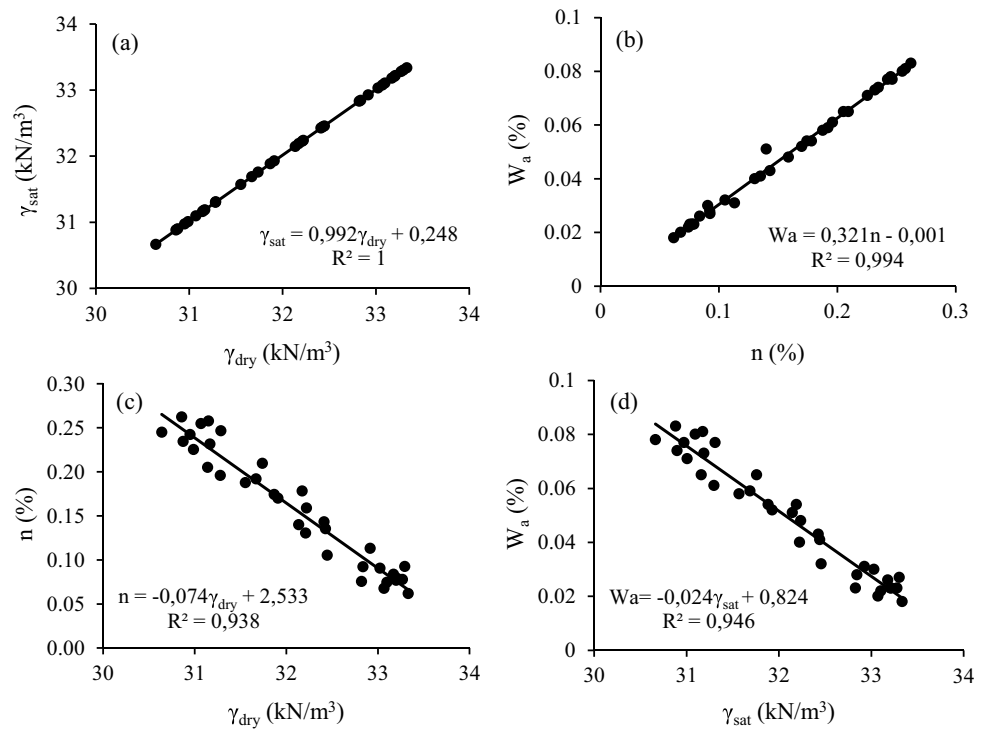 34
33
32
31
30
γsat (kN/m³)
(a)
γsat = 0,992γdry + 0,248
R² = 1
30 31 32 33 34
γdry (kN/m³)
0.1
0.08
0.06
0.04
0.02
0
Wa (%)
(b)
Wa = 0,321n - 0,001
R² = 0,994
0 0.1 0.2 0.3
n (%)
0.30
0.25
0.20
0.15
0.10
0.05
0.00
n (%)
(c)
n = -0,074γdry + 2,533
R² = 0,938
30 31 32 33 34
γdry (kN/m³)
0.1
0.08
0.06
0.04
0.02
0
Wa (%)
(d)
Wa= -0,024γsat + 0,824
R² = 0,946
30 31 32 33 34
γsat (kN/m³)